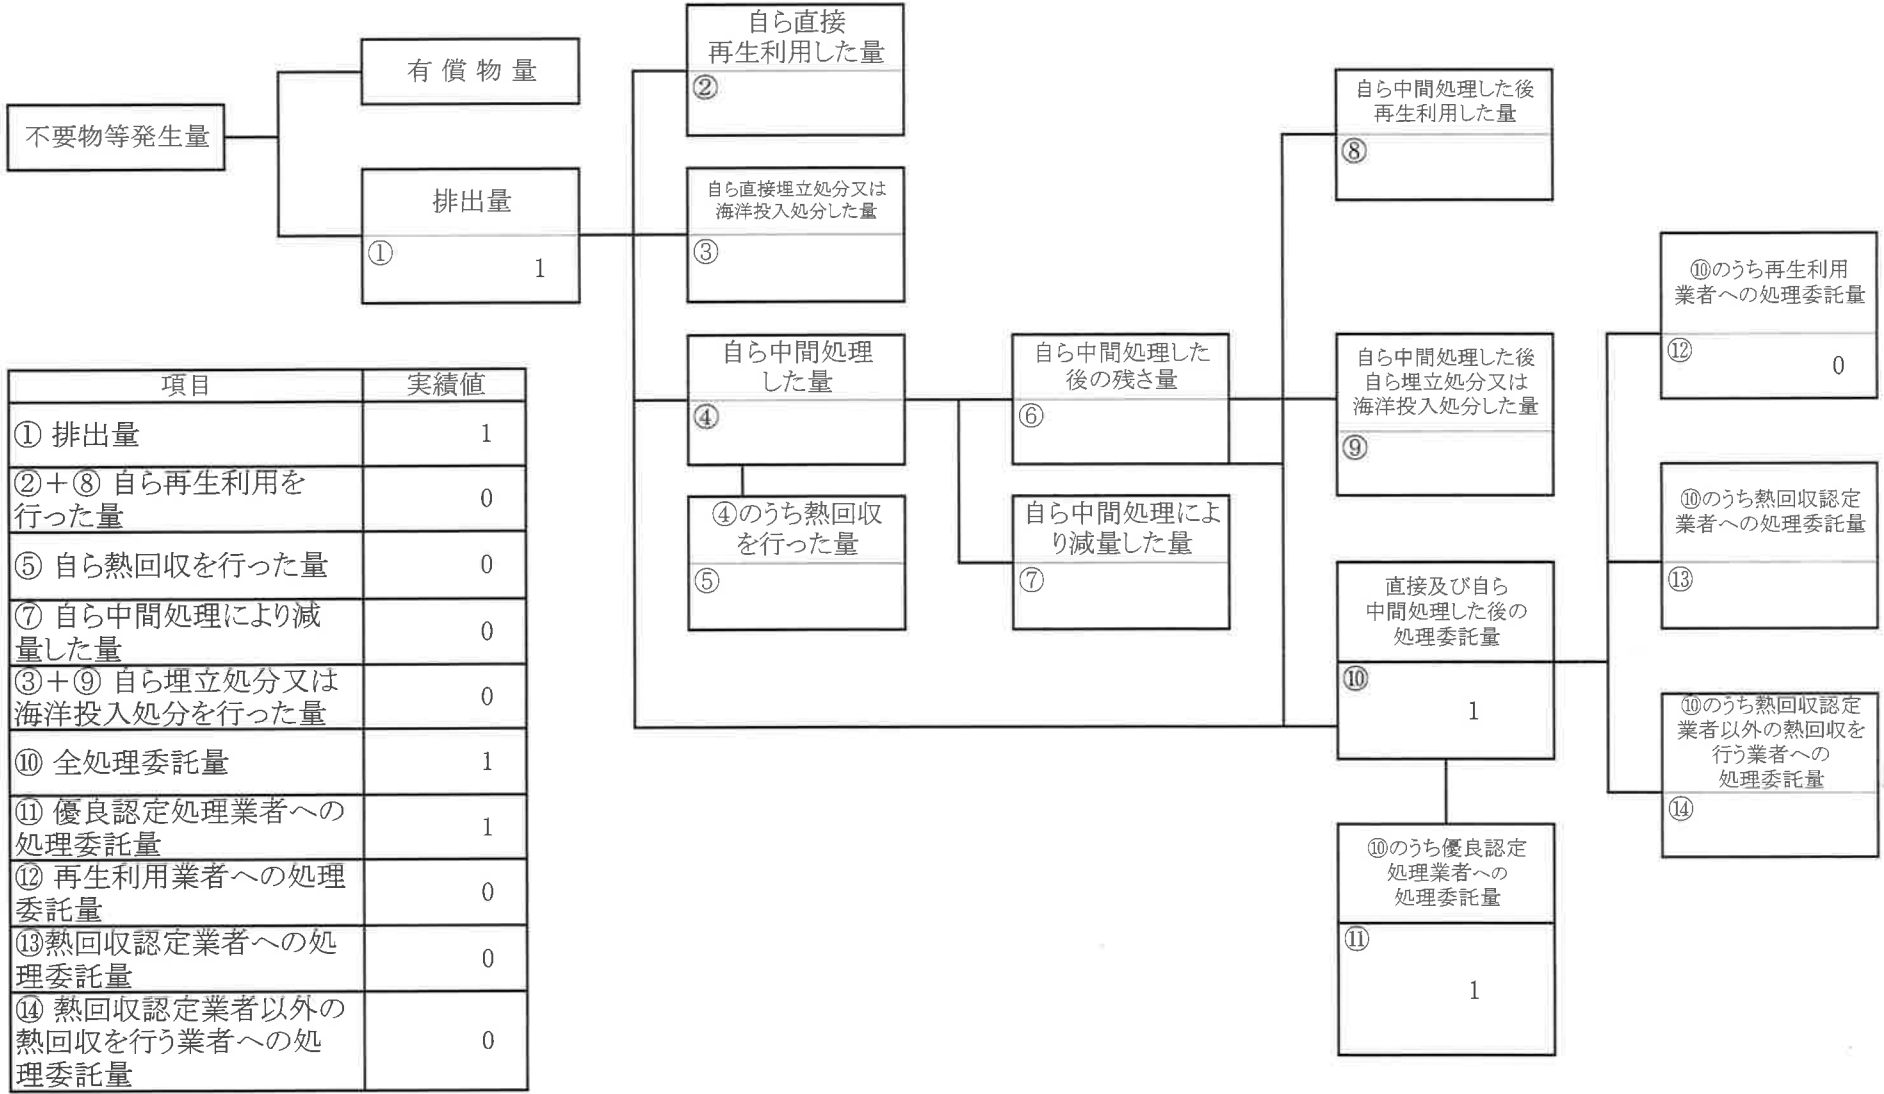 不要物等発生量
有償物量
排出量
①
1
自ら直接
再生利用した量
②
自ら直接埋立処分又は
海洋投入処分した量
③
自ら中間処理
した量
④
④のうち熱回収
を行った量
⑤
自ら中間処理した
後の残さ量
⑥
自ら中間処理によ
り減量した量
⑦
自ら中間処理した後
再生利用した量
⑧
自ら中間処理した後
自ら埋立処分又は
海洋投入処分した量
⑨
直接及び自ら
中間処理した後の
処理委託量
⑩
1
⑩のうち優良認定
処理業者への
処理委託量
⑪
1
⑩のうち再生利用
業者への処理委託量
⑫
0
⑩のうち熱回収認定
業者への処理委託量
⑬
⑩のうち熱回収認定
業者以外の熱回収を
行う業者への
処理委託量
⑭
項目 実績値
① 排出量 1
②+⑧ 自ら再生利用を
行った量 0
⑤ 自ら熱回収を行った量 0
⑦ 自ら中間処理により減
量した量 0
③+⑨ 自ら埋立処分又は
海洋投入処分を行った量 0
⑩ 全処理委託量 1
⑪ 優良認定処理業者への
処理委託量 1
⑫ 再生利用業者への処理
委託量 0
⑬熱回収認定業者への処
理委託量 0
⑭ 熱回収認定業者以外の
熱回収を行う業者への処 0
理委託量